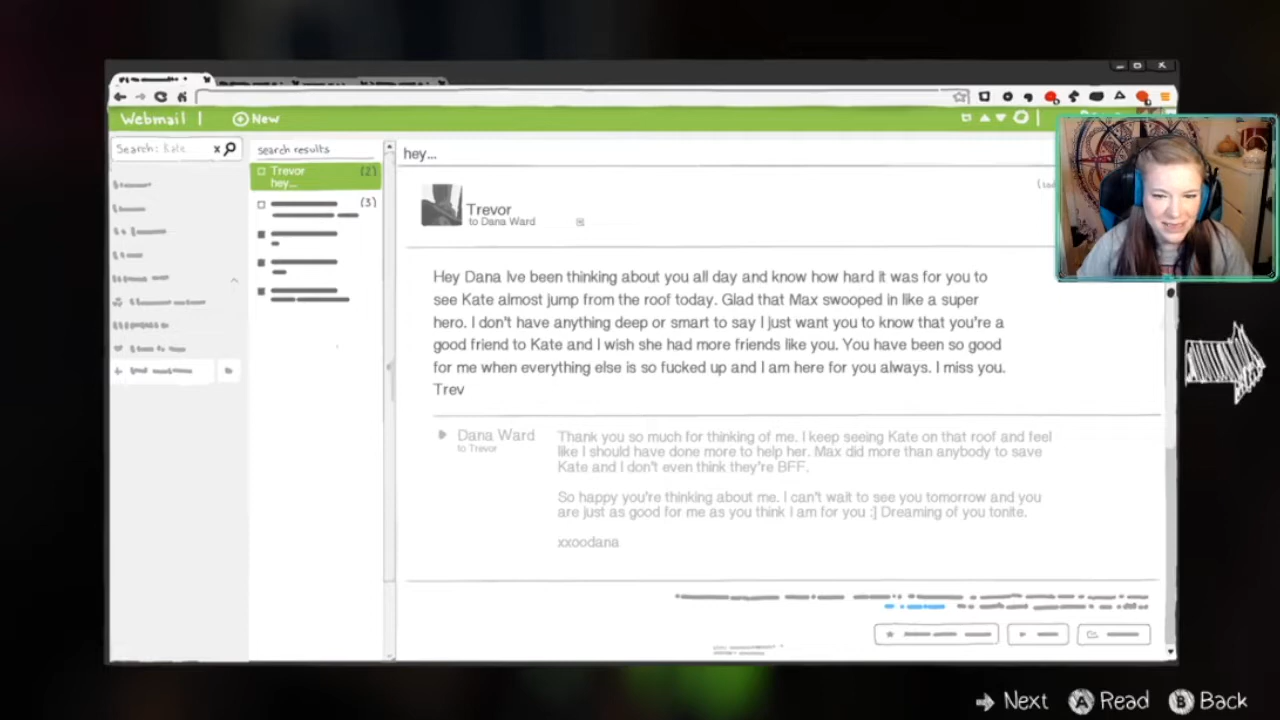 Webmail |
New
Search: Kate x
search results
hey...
Trevor (2)
hey...
(3)
Trevor
to Dana Ward
Hey Dana Ive been thinking about you all day and know how hard it was for you to
see Kate almost jump from the roof today. Glad that Max swooped in like a super
hero. I don't have anything deep or smart to say I just want you to know that you're a
good friend to Kate and I wish she had more friends like you. You have been so good
for me when everything else is so fucked up and I am here for you always. I miss you.
Trev
Dana Ward
to Trevor
Thank you so much for thinking of me. I keep seeing Kate on that roof and feel
like I should have done more to help her. Max did more than anybody to save
Kate and I don't even think they're BFF.
So happy you're thinking about me. I can't wait to see you tomorrow and you
are just as good for me as you think I am for you :] Dreaming of you tonite.
xxoodana
Next A Read B Back